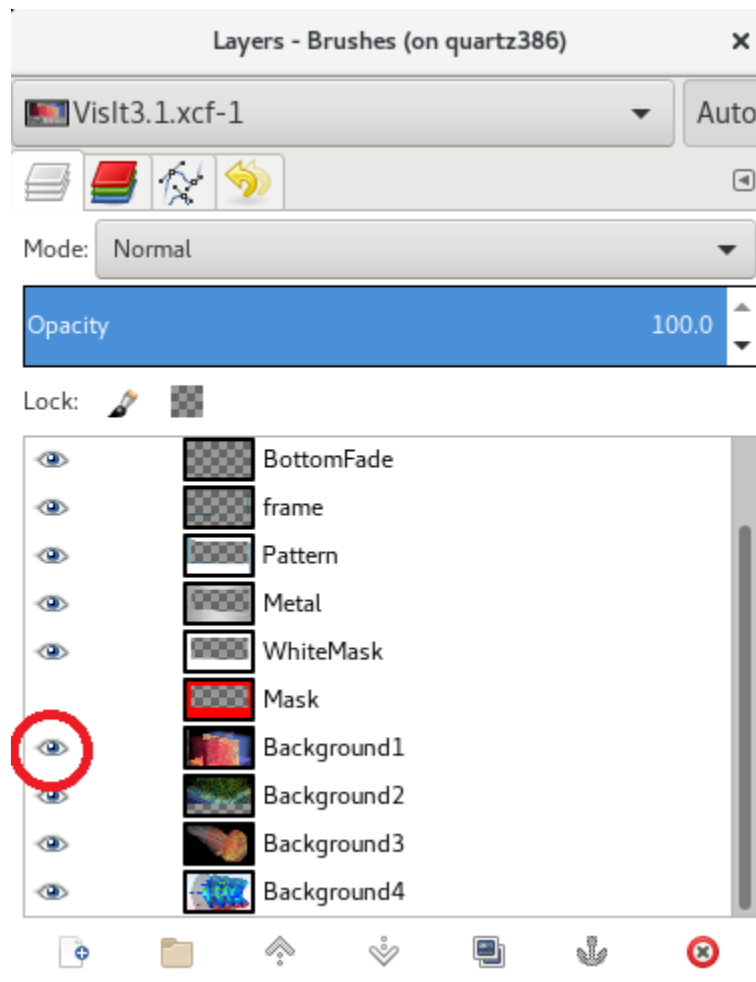 Layers - Brushes (on quartz386)
VisIt3.1.xcf-1
Auto
Mode: Normal
Opacity 100.0
Lock:
BottomFade
frame
Pattern
Metal
WhiteMask
Mask
Background1
Background2
Background3
Background4